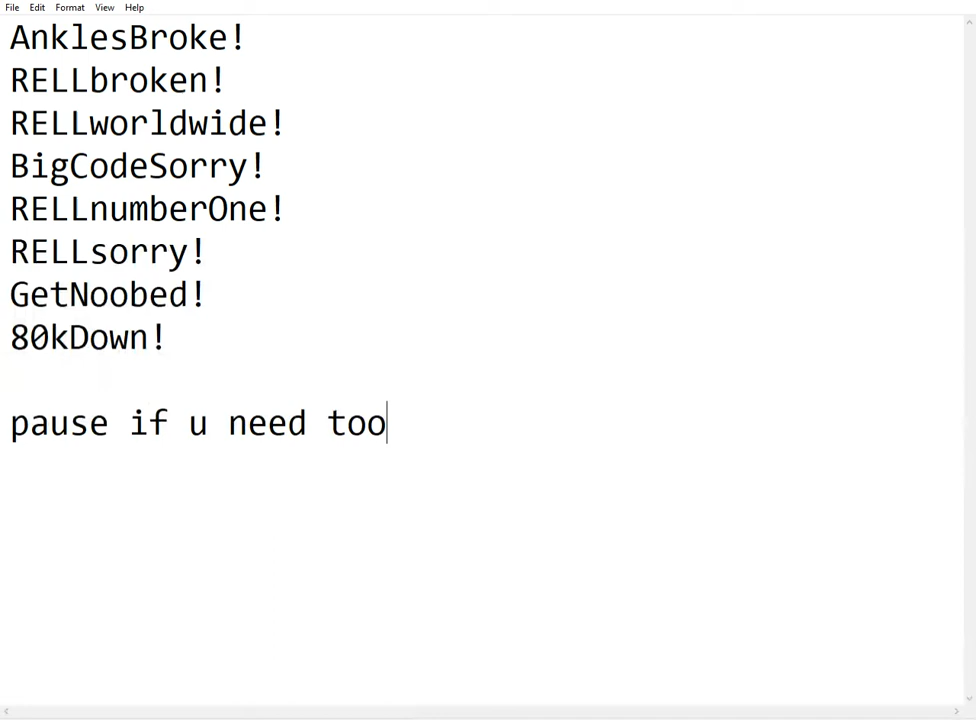 File Edit Format View Help
AnklesBroke!
RELLbroken!
RELLworldwide!
BigCodeSorry!
RELLnumberOne!
RELLsorry!
GetNoobed!
80kDown!
pause if u need too